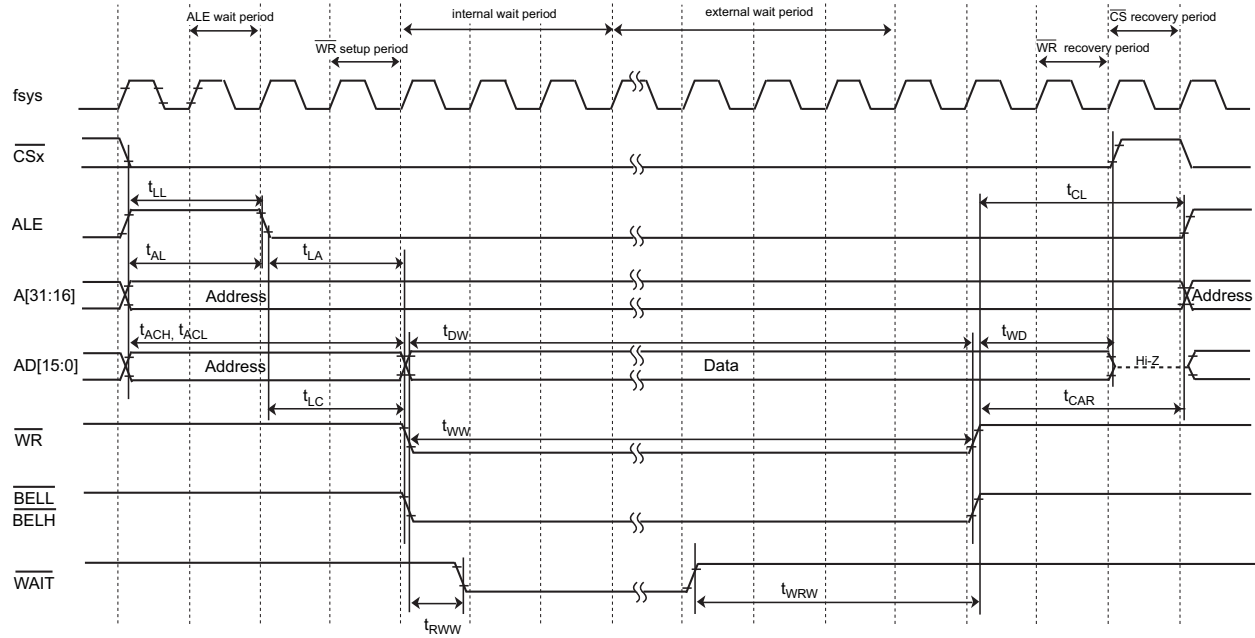 ALE wait period
internal wait period
external wait period
CS recovery period
WR setup period
WR recovery period
fsys
CSx
tLL
tCL
ALE
tAL
tLA
A[31:16]
Address
Address
tACH, tACL
tDW
tWD
AD[15:0]
Address
Data
Hi-Z
tLC
tCAR
WR
tWW
BELL
BELH
WAIT
tWRW
tRWW